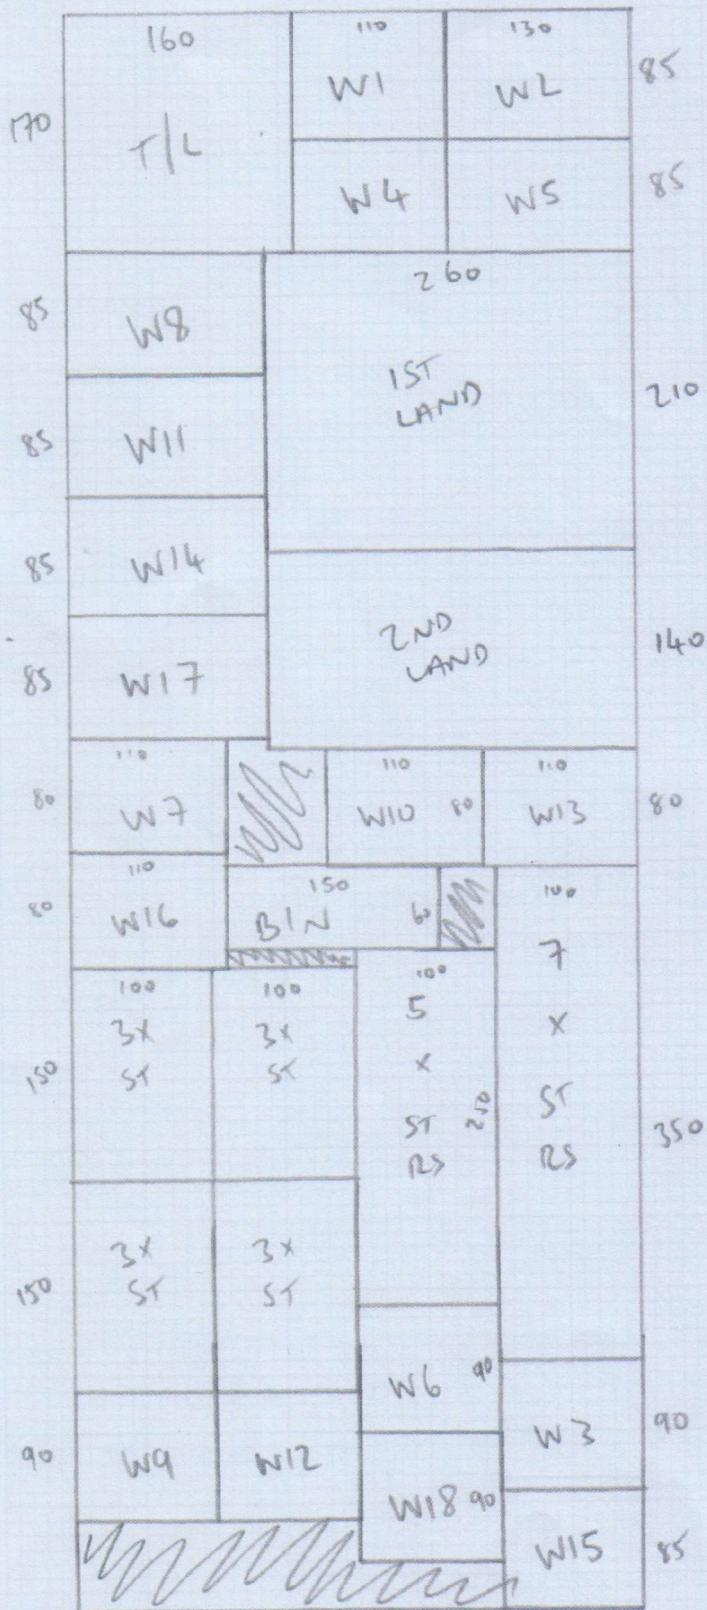 160 110 130
170 T/L W1 W2 85
W4 W5 85
260
85 W8
1ST
LAND 210
85 W11
85 W14
2ND
LAND 140
85 W17
110 110 110
80 W7 W10 80 W13 80
110 150 100
80 W16 BIN 60
7
X
ST
RS
350
100 100 100
3X 3X 5
ST ST X
150 ST 250
RS
3X 3X
ST ST
150
W6 90
W3 90
90 W9 W12
W18 90
W15 85